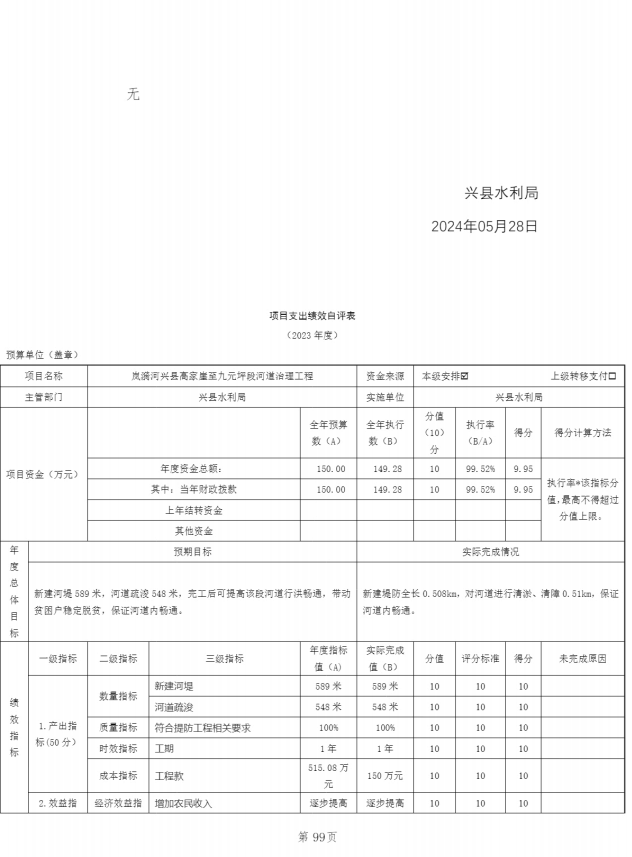 无
兴县水利局
2024年05月28日
项目支出绩效自评表
（2023 年度）
预算单位（盖章）
项目名称 岚漪河兴县高家崖至九元坪段河道治理工程 资金来源 本级安排☑ 上级转移支付☐
主管部门 兴县水利局 实施单位 兴县水利局
项目资金（万元） 全年预算数（A） 全年执行数（B） 分值（10）分 执行率（B/A） 得分 得分计算方法
年度资金总额： 150.00 149.28 10 99.52% 9.95 执行率*该指标分值,最高不得超过分值上限。
其中：当年财政拨款 150.00 149.28 10 99.52% 9.95
上年结转资金
其他资金
年度总体目标 预期目标 实际完成情况
新建河堤 589 米，河道疏浚 548 米，完工后可提高该段河道行洪畅通，带动贫困户稳定脱贫，保证河道内畅通。 新建堤防全长 0.508km，对河道进行清淤、清障 0.51km，保证河道内畅通。
绩效指标 一级指标 二级指标 三级指标 年度指标值（A） 实际完成值（B） 分值 评分标准 得分 未完成原因
1.产出指标(50 分） 数量指标 新建河堤 589 米 589 米 10 10 10
河道疏浚 548 米 548 米 10 10 10
质量指标 符合提防工程相关要求 100% 100% 10 10 10
时效指标 工期 1 年 1 年 10 10 10
成本指标 工程款 515.08 万元 150 万元 10 10 10
2.效益指 经济效益指 增加农民收入 逐步提高 逐步提高 10 10 10
第 99页